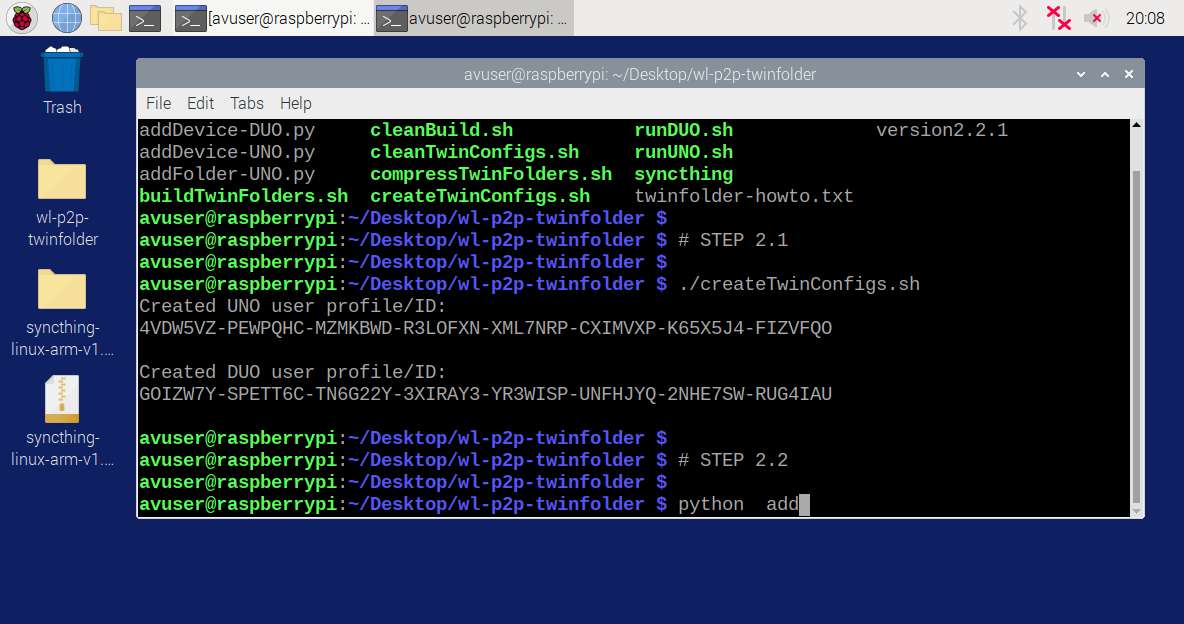 [avuser@raspberrypi: ... avuser@raspberrypi: ... 20:08
Trash
wl-p2p-
twinfolder
syncthing-
linux-arm-v1....
syncthing-
linux-arm-v1....
avuser@raspberrypi: ~/Desktop/wl-p2p-twinfolder
File Edit Tabs Help
addDevice-DUO.py cleanBuild.sh runDUO.sh version2.2.1
addDevice-UNO.py cleanTwinConfigs.sh runUNO.sh
addFolder-UNO.py compressTwinFolders.sh syncthing
buildTwinFolders.sh createTwinConfigs.sh twinfolder-howto.txt
avuser@raspberrypi:~/Desktop/wl-p2p-twinfolder $
avuser@raspberrypi:~/Desktop/wl-p2p-twinfolder $ # STEP 2.1
avuser@raspberrypi:~/Desktop/wl-p2p-twinfolder $
avuser@raspberrypi:~/Desktop/wl-p2p-twinfolder $ ./createTwinConfigs.sh
Created UNO user profile/ID:
4VDW5VZ-PEWPQHC-MZMKBWD-R3LOFXN-XML7NRP-CXIMVXP-K65X5J4-FIZVFQO
Created DUO user profile/ID:
GOIZW7Y-SPETT6C-TN6G22Y-3XIRAY3-YR3WISP-UNFHJYQ-2NHE7SW-RUG4IAU
avuser@raspberrypi:~/Desktop/wl-p2p-twinfolder $
avuser@raspberrypi:~/Desktop/wl-p2p-twinfolder $ # STEP 2.2
avuser@raspberrypi:~/Desktop/wl-p2p-twinfolder $
avuser@raspberrypi:~/Desktop/wl-p2p-twinfolder $ python  add